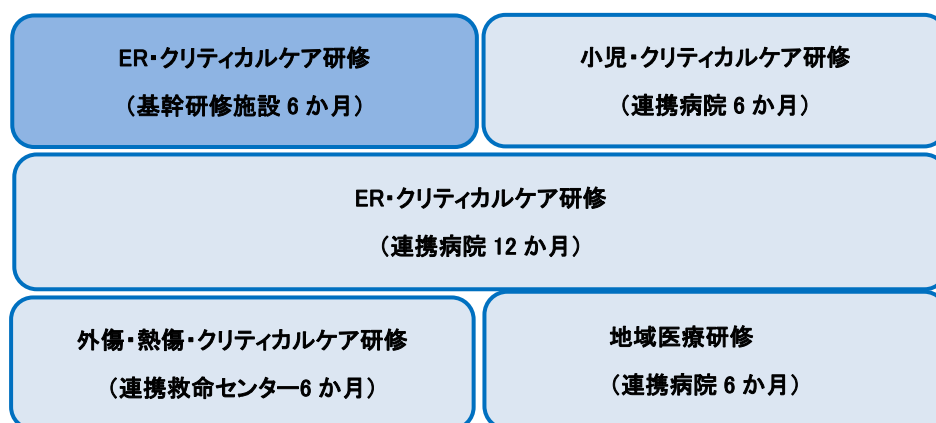 ER・クリティカルケア研修
（基幹研修施設 6 か月）
小児・クリティカルケア研修
（連携病院 6 か月）
ER・クリティカルケア研修
（連携病院 12 か月）
外傷・熱傷・クリティカルケア研修
（連携救命センター6 か月）
地域医療研修
（連携病院 6 か月）